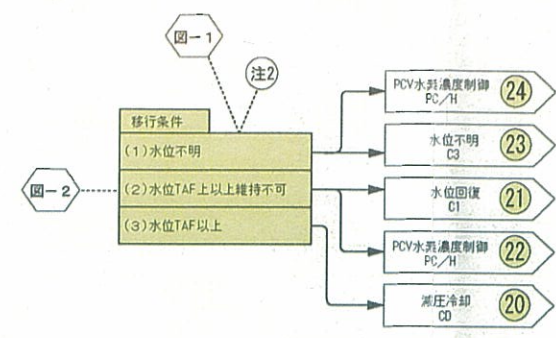 図-1
注2
移行条件
(1)水位不明
(2)水位TAF上以上維持不可
(3)水位TAF以上
図-2
PCV水素濃度制御
PC/H
24
水位不明
C3
23
水位回復
C1
21
PCV水素濃度制御
PC/H
22
減圧冷却
CD
20